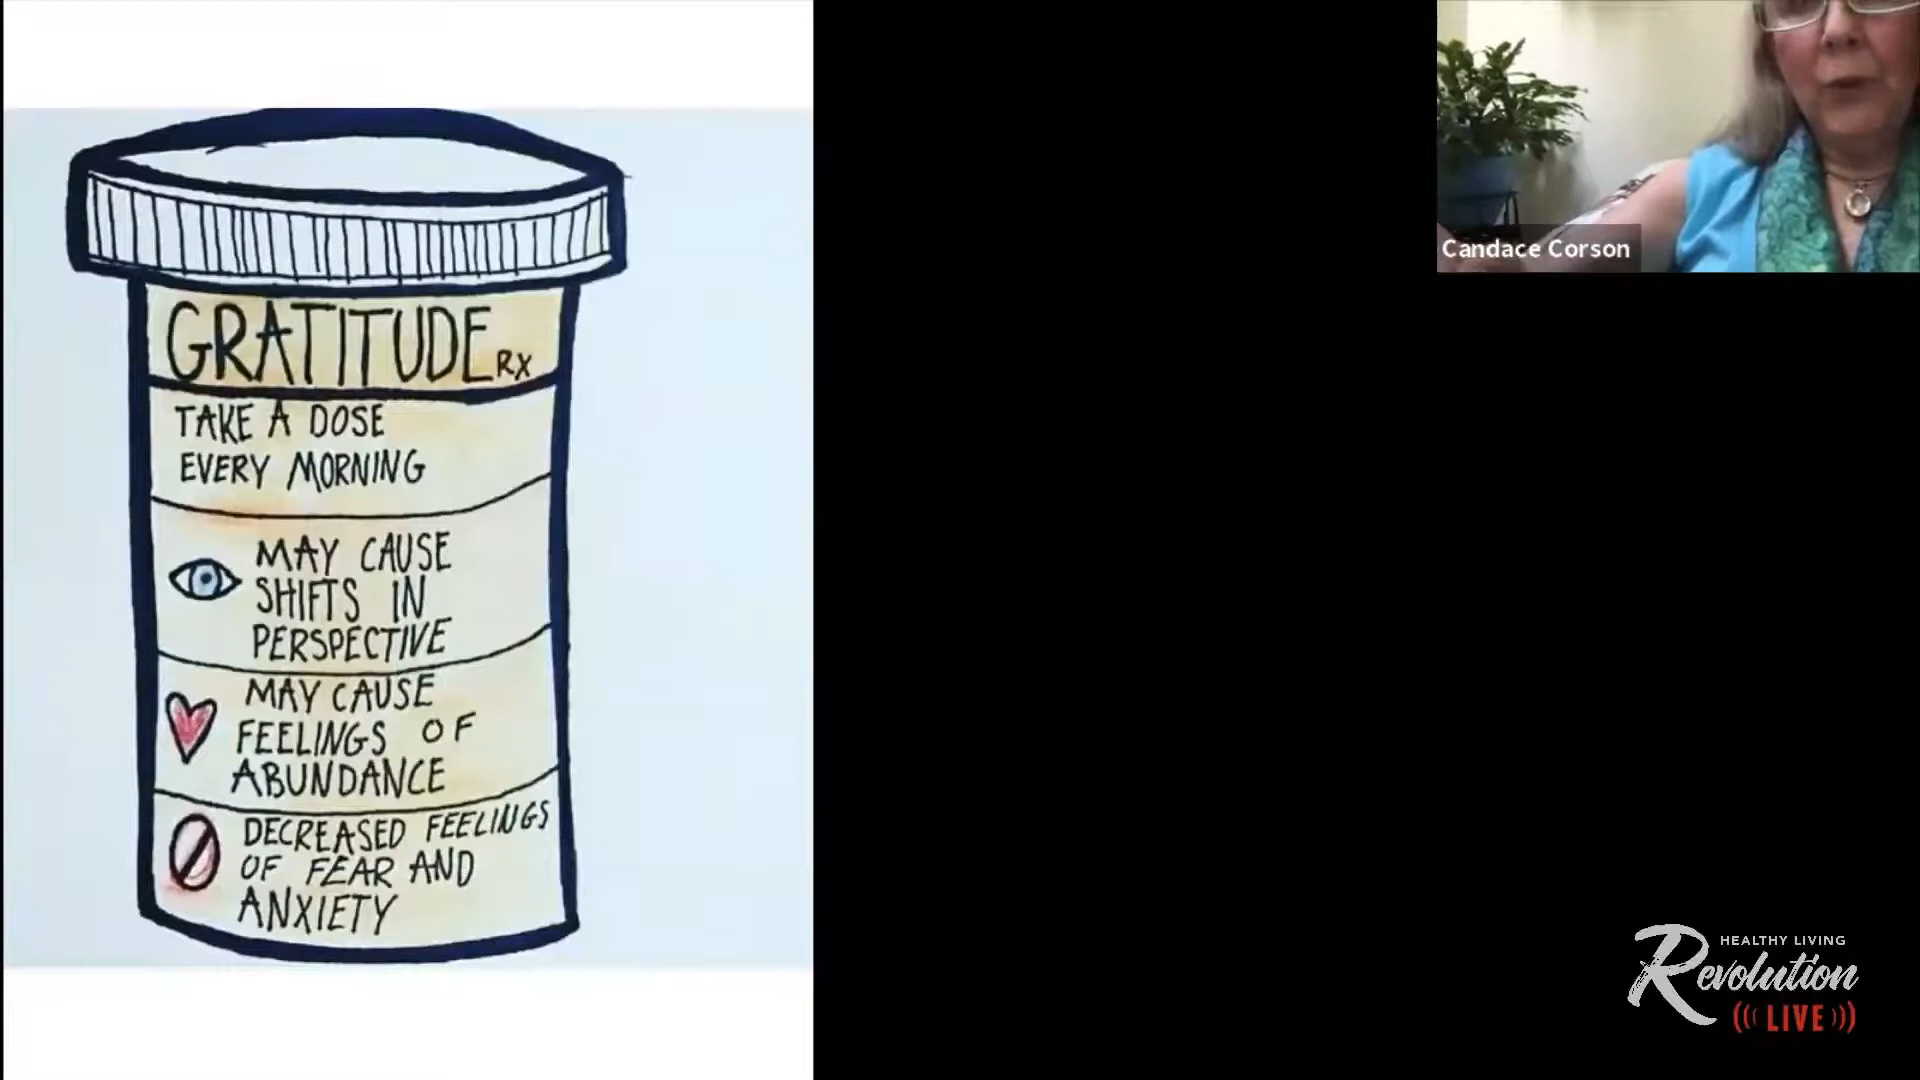 GRATITUDE RX
TAKE A DOSE
EVERY MORNING
MAY CAUSE
SHIFTS IN
PERSPECTIVE
MAY CAUSE
FEELINGS OF
ABUNDANCE
DECREASED FEELINGS
OF FEAR AND
ANXIETY
Candace Corson
HEALTHY LIVING
Revolution
LIVE